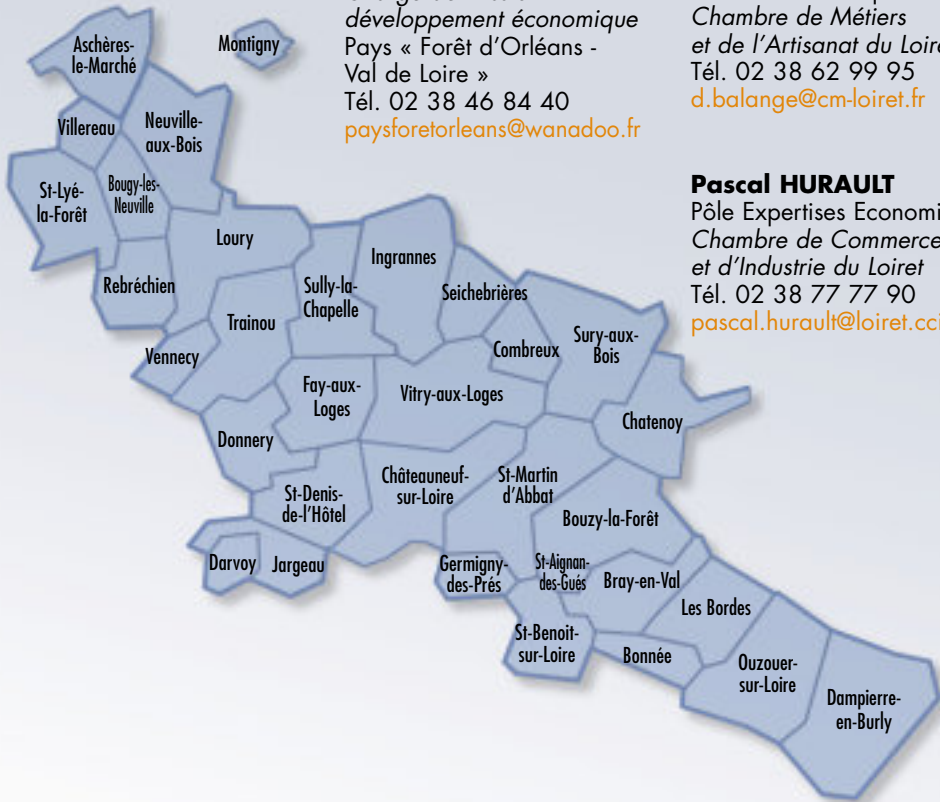 développement économique
Pays « Forêt d'Orléans -
Val de Loire »
Tél. 02 38 46 84 40
paysforetorleans@wanadoo.fr
Chambre de Métiers
et de l'Artisanat du Loire
Tél. 02 38 62 99 95
d.balange@cm-loiret.fr
Pascal HURAULT
Pôle Expertises Economi
Chambre de Commerce
et d'Industrie du Loiret
Tél. 02 38 77 77 90
pascal.hurault@loiret.cci
Aschères-
le-Marché
Montigny
Villereau
Neuville-
aux-Bois
St-Lyé-
la-Forêt
Bougy-les-
Neuville
Loury
Rebréchien
Ingrannes
Sully-la-
Chapelle
Seichebrières
Trainou
Vennecy
Combreux
Sury-aux-
Bois
Fay-aux-
Loges
Vitry-aux-Loges
Chatenoy
Donnery
Châteauneuf-
sur-Loire
St-Martin
d'Abbat
St-Denis-
de-l'Hôtel
Bouzy-la-Forêt
Darvoy
Jargeau
Germigny-
des-Prés
St-Aignan-
des-Gués
Bray-en-Val
Les Bordes
St-Benoit-
sur-Loire
Bonnée
Ouzouer-
sur-Loire
Dampierre-
en-Burly